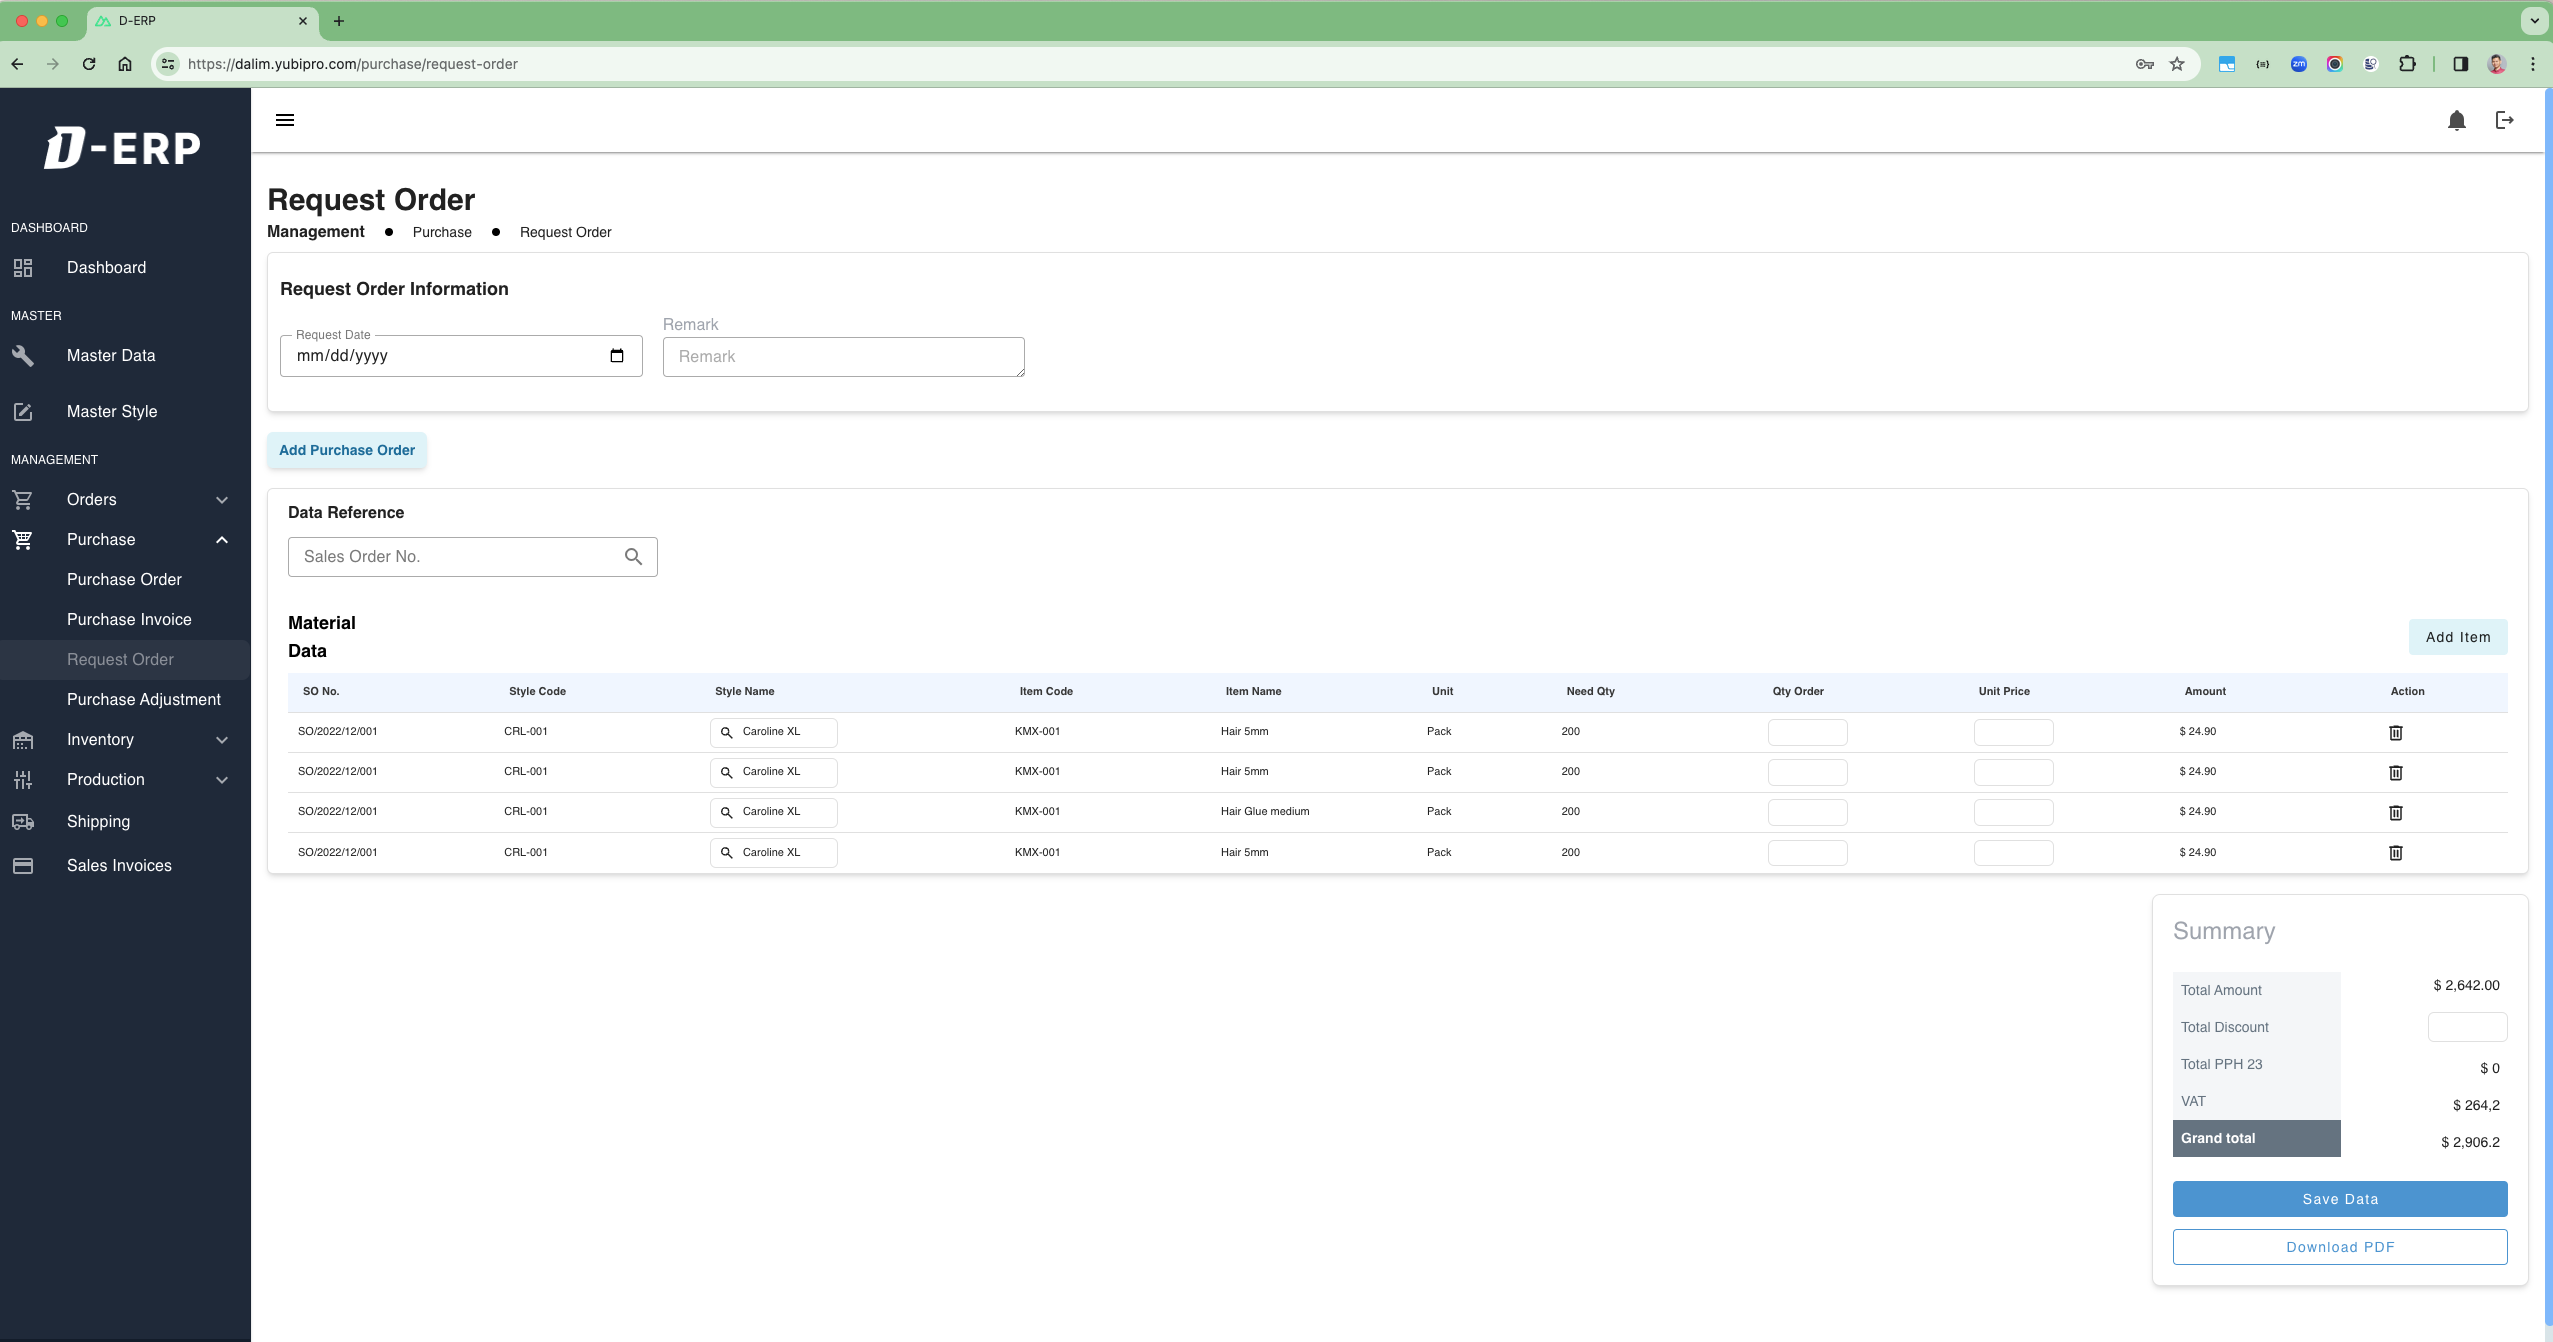 D-ERP
https://dalim.yubipro.com/purchase/request-order
zm
D-ERP
DASHBOARD
Dashboard
MASTER
Master Data
Master Style
MANAGEMENT
Orders
Purchase
Purchase Order
Purchase Invoice
Request Order
Purchase Adjustment
Inventory
Production
Shipping
Sales Invoices
Request Order
Management ● Purchase ● Request Order
Request Order Information
Request Date
mm/dd/yyyy
Remark
Remark
Add Purchase Order
Data Reference
Sales Order No.
Material
Data
Add Item
SO No. Style Code Style Name Item Code Item Name Unit Need Qty Qty Order Unit Price Amount Action
SO/2022/12/001 CRL-001 Caroline XL KMX-001 Hair 5mm Pack 200 $ 24.90
SO/2022/12/001 CRL-001 Caroline XL KMX-001 Hair 5mm Pack 200 $ 24.90
SO/2022/12/001 CRL-001 Caroline XL KMX-001 Hair Glue medium Pack 200 $ 24.90
SO/2022/12/001 CRL-001 Caroline XL KMX-001 Hair 5mm Pack 200 $ 24.90
Summary
Total Amount $ 2,642.00
Total Discount
Total PPH 23 $ 0
VAT $ 264,2
Grand total $ 2,906.2
Save Data
Download PDF